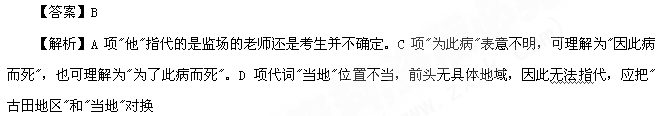 【答案】B
【解析】A 项"他"指代的是监场的老师还是考生并不确定。C 项"为此病"表意不明，可理解为"因此病
而死"，也可理解为"为了此病而死"。D 项代词"当地"位置不当，前头无具体地域，因此无法指代，应把"
古田地区"和"当地"对换